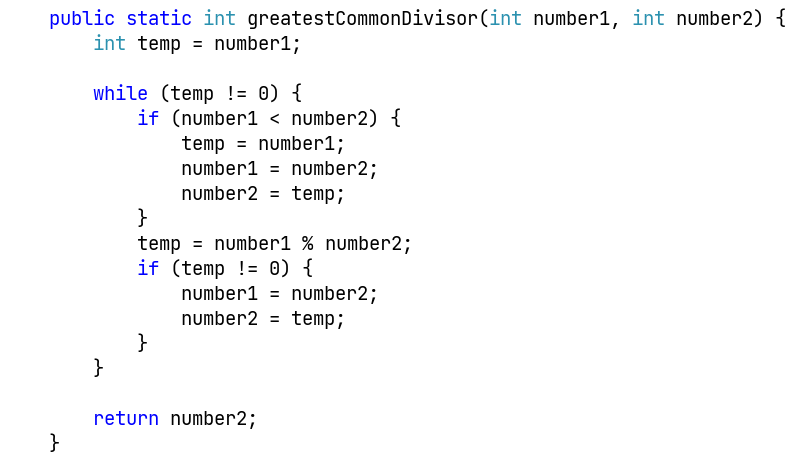 public static int greatestCommonDivisor(int number1, int number2) {
    int temp = number1;

    while (temp != 0) {
        if (number1 < number2) {
            temp = number1;
            number1 = number2;
            number2 = temp;
        }
        temp = number1 % number2;
        if (temp != 0) {
            number1 = number2;
            number2 = temp;
        }
    }

    return number2;
}